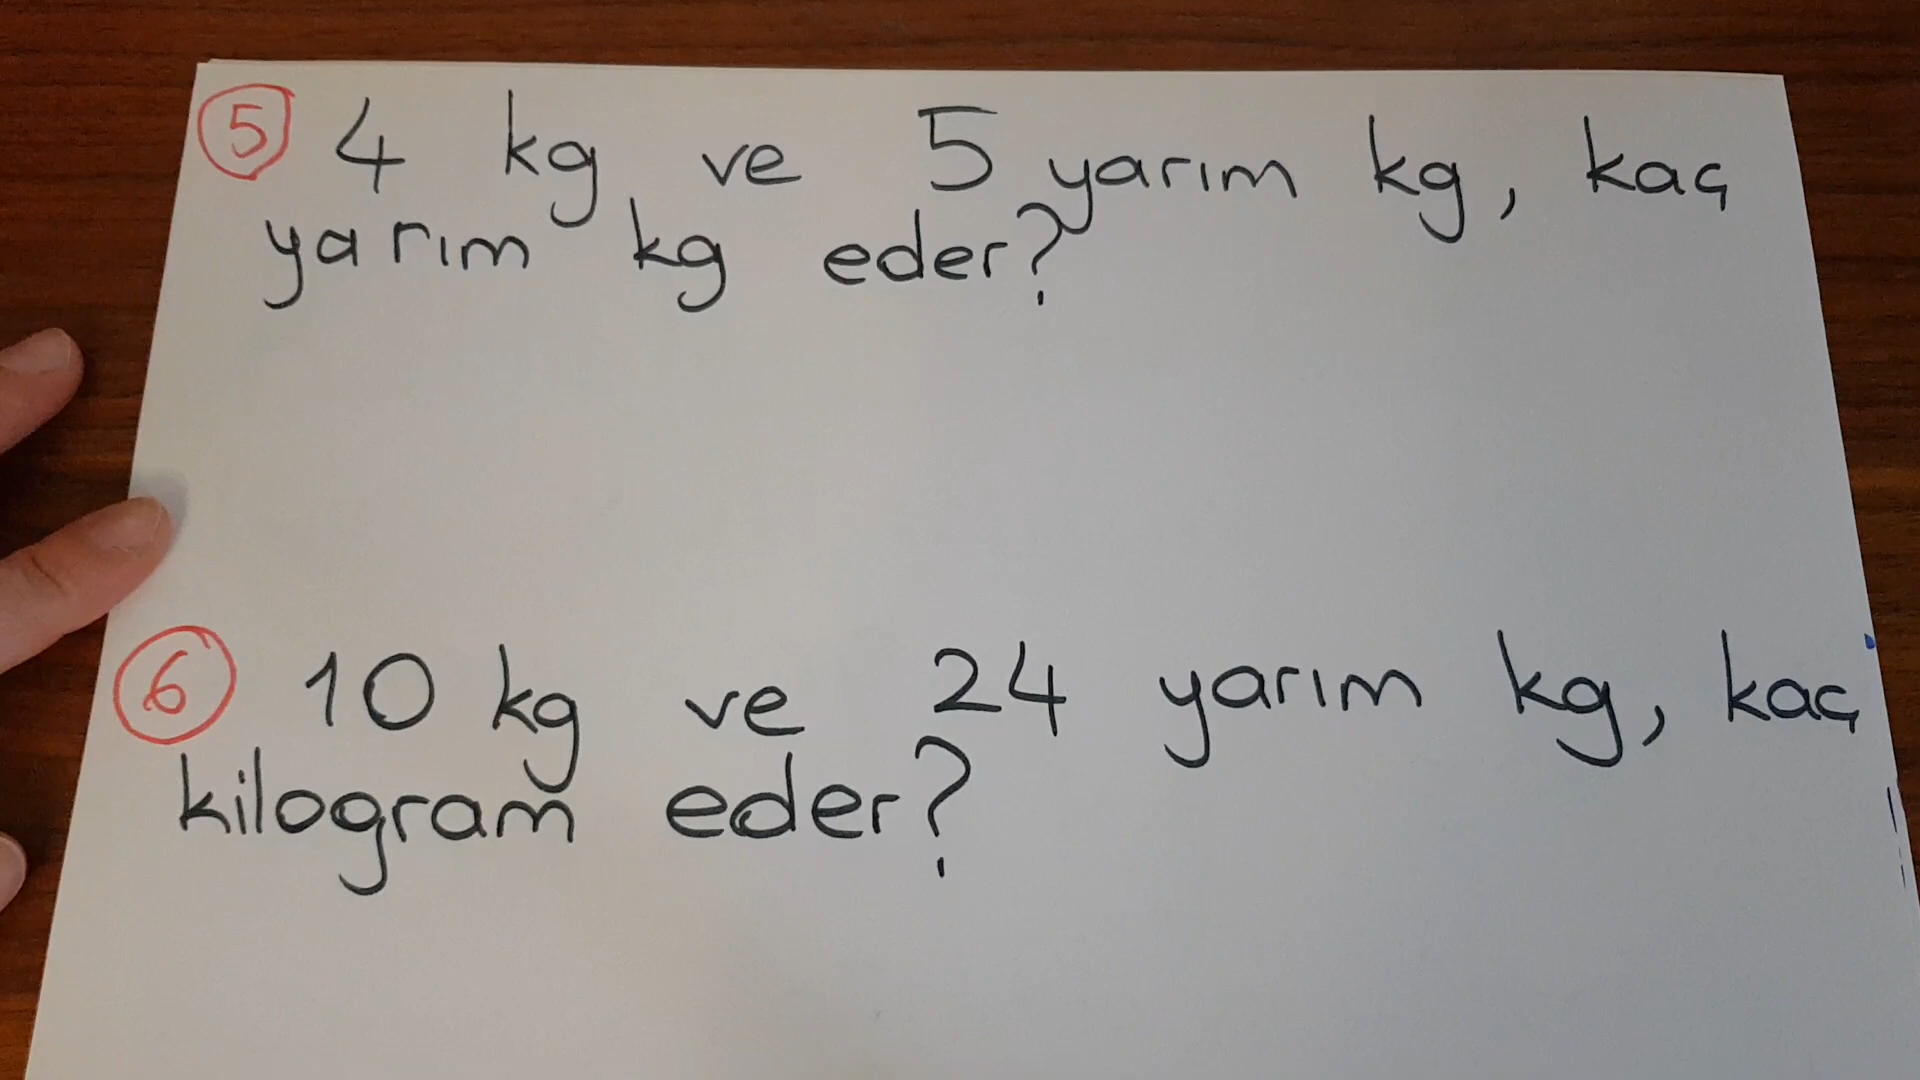 5 4 kg ve 5 yarım kg, kaç
yarım kg eder?
6 10 kg ve 24 yarım kg, kaç
kilogram eder?